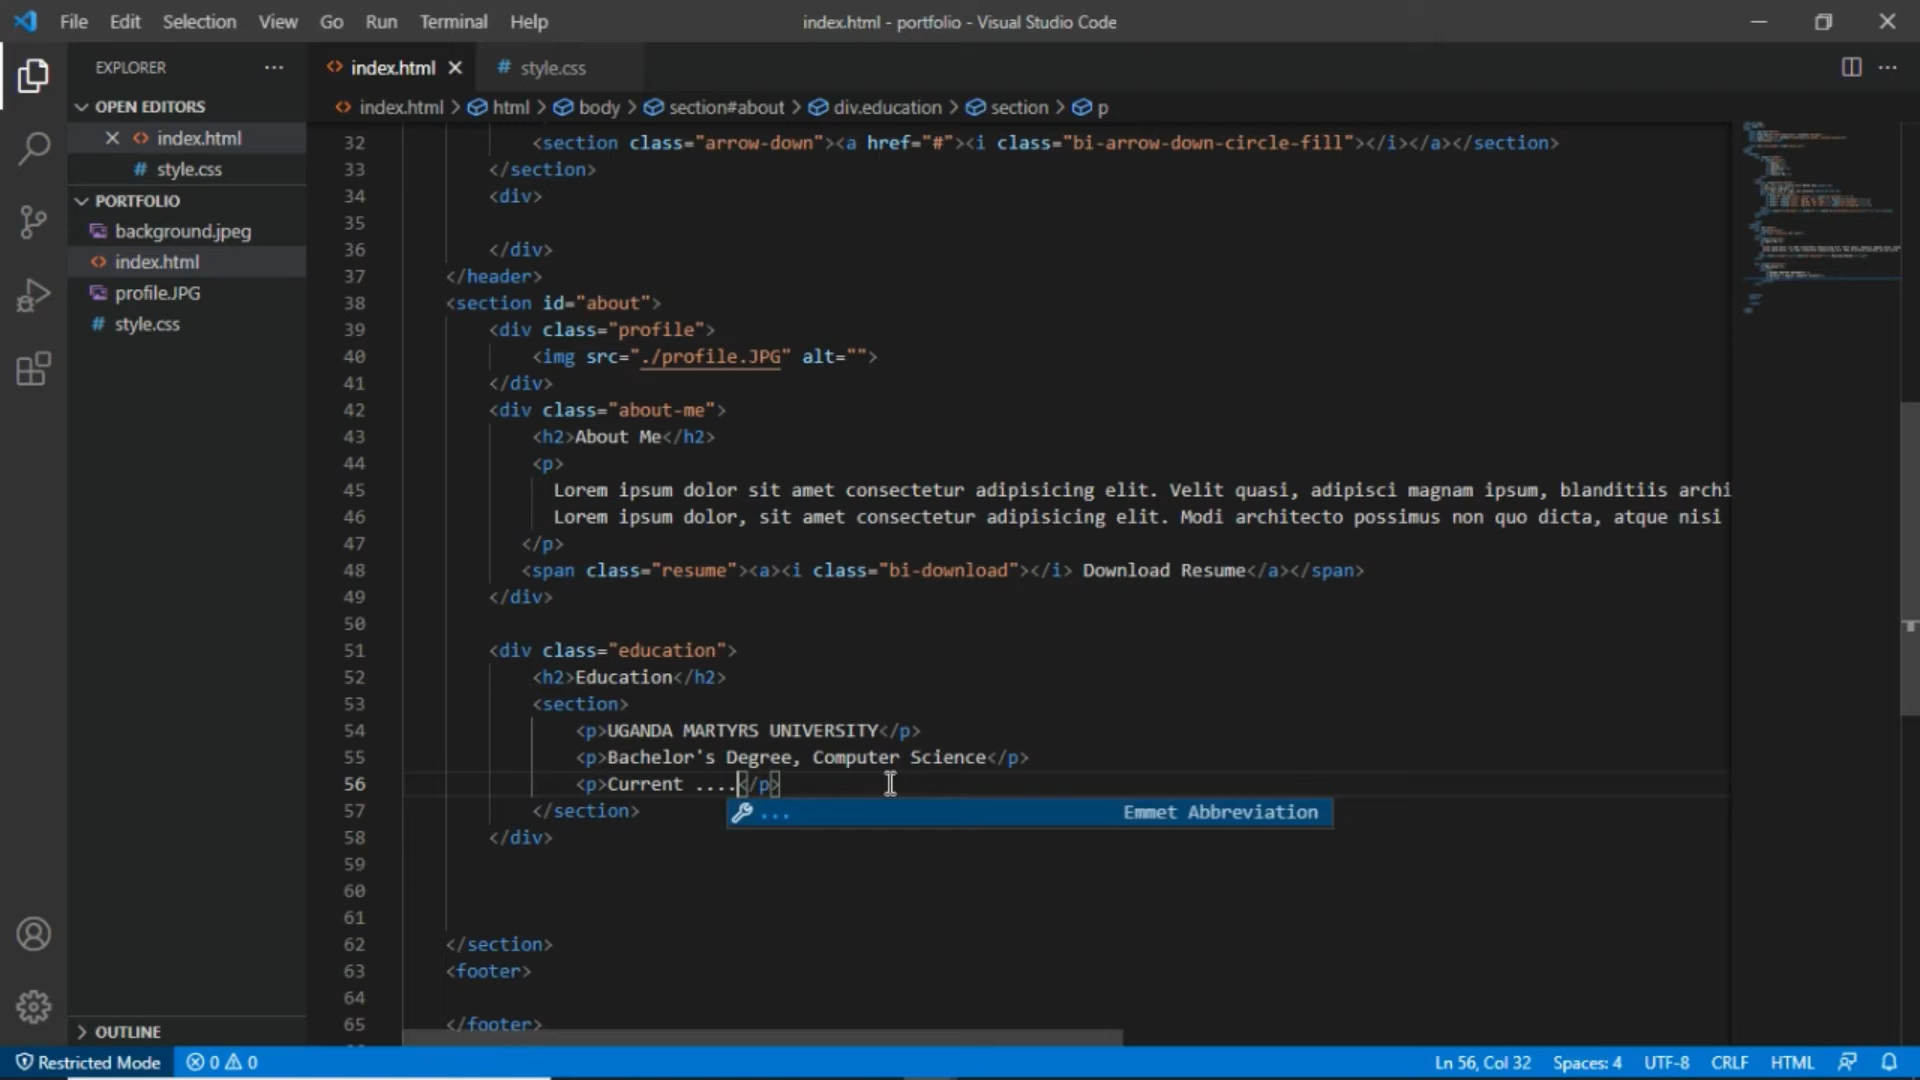 File Edit Selection View Go Run Terminal Help index.html - portfolio - Visual Studio Code
EXPLORER ···
index.html
# style.css
OPEN EDITORS
index.html
# style.css
PORTFOLIO
background.jpeg
index.html
profile.JPG
# style.css
OUTLINE
index.html > html > body > section#about > div.education > section > p
32 <section class="arrow-down"><a href="#"><i class="bi-arrow-down-circle-fill"></i></a></section>
33 </section>
34 <div>
35
36 </div>
37 </header>
38 <section id="about">
39 <div class="profile">
40 <img src="./profile.JPG" alt="">
41 </div>
42 <div class="about-me">
43 <h2>About Me</h2>
44 <p>
45 Lorem ipsum dolor sit amet consectetur adipisicing elit. Velit quasi, adipisci magnam ipsum, blanditiis archi
46 Lorem ipsum dolor, sit amet consectetur adipisicing elit. Modi architecto possimus non quo dicta, atque nisi
47 </p>
48 <span class="resume"><a><i class="bi-download"></i> Download Resume</a></span>
49 </div>
50
51 <div class="education">
52 <h2>Education</h2>
53 <section>
54 <p>UGANDA MARTYRS UNIVERSITY</p>
55 <p>Bachelor's Degree, Computer Science</p>
56 <p>Current ....</p>
57 </section>
... Emmet Abbreviation
58 </div>
59
60
61
62 </section>
63 <footer>
64
65 </footer>
Restricted Mode 0 0 Ln 56, Col 32 Spaces: 4 UTF-8 CRLF HTML